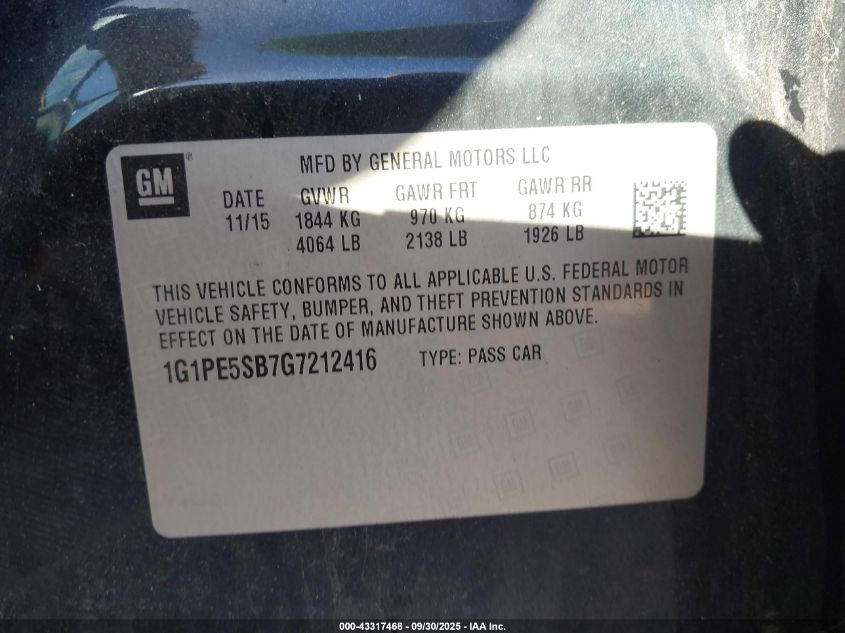 GM ®
MFD BY GENERAL MOTORS LLC
DATE GVWR GAWR FRT GAWR RR
11/15 1844 KG 970 KG 874 KG
4064 LB 2138 LB 1926 LB
THIS VEHICLE CONFORMS TO ALL APPLICABLE U.S. FEDERAL MOTOR
VEHICLE SAFETY, BUMPER, AND THEFT PREVENTION STANDARDS IN
EFFECT ON THE DATE OF MANUFACTURE SHOWN ABOVE.
1G1PE5SB7G7212416 TYPE: PASS CAR
000-43317468 - 09/30/2025 - IAA Inc.